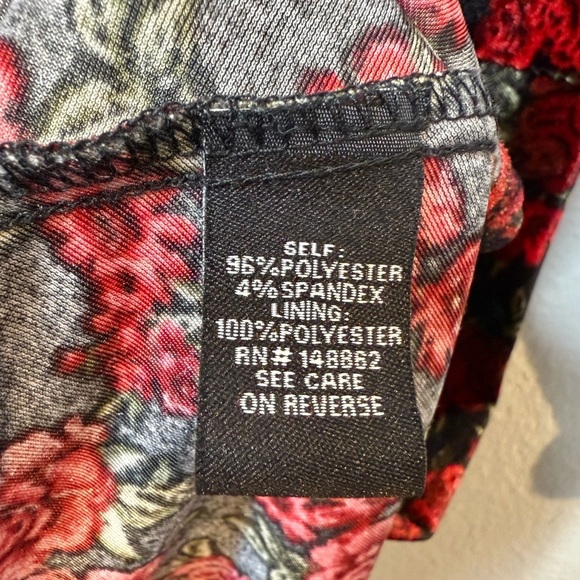 SELF:
96%POLYESTER
4%SPANDEX
LINING:
100%POLYESTER
RN# 148862
SEE CARE
ON REVERSE